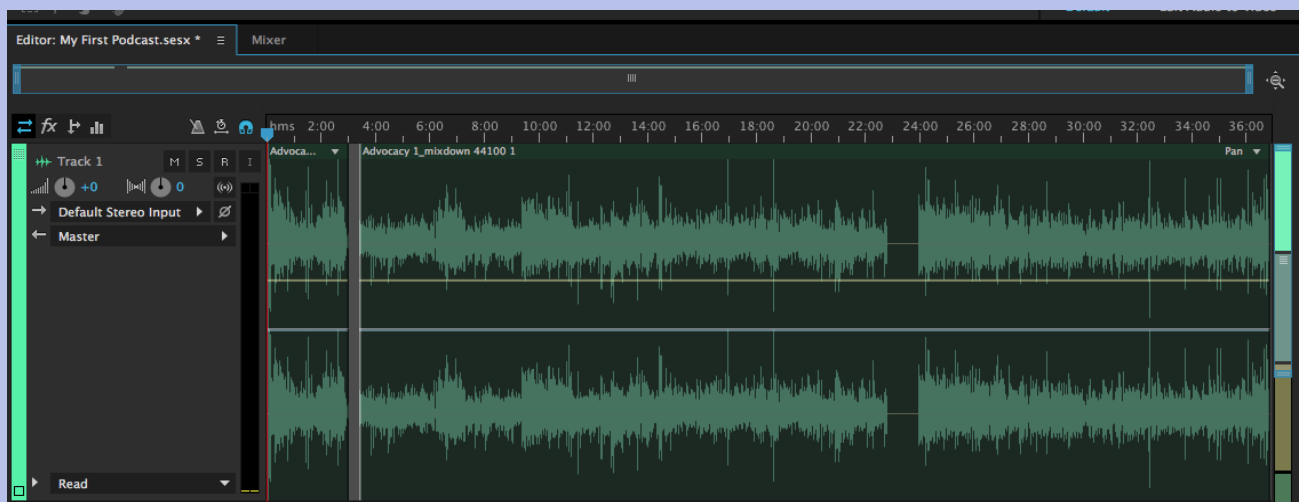 Editor: My First Podcast.sesx * Mixer
fx hms 2:00 4:00 6:00 8:00 10:00 12:00 14:00 16:00 18:00 20:00 22:00 24:00 26:00 28:00 30:00 32:00 34:00 36:00
Track 1 M S R I Advoca... Advocacy 1_mixdown 44100 1 Pan
+0 0
Default Stereo Input
Master
Read